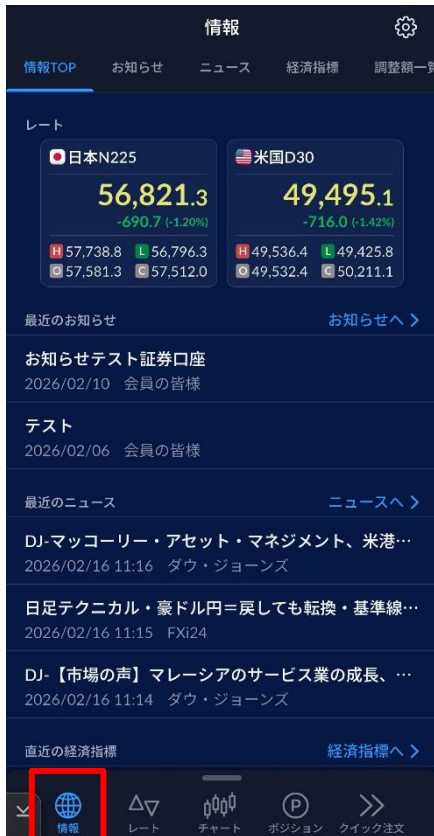 情報
情報TOP お知らせ ニュース 経済指標 調整額一覧
レート
日本N225 米国D30
56,821.3 49,495.1
-690.7 (-1.20%) -716.0 (-1.42%)
H 57,738.8 L 56,796.3 H 49,536.4 L 49,425.8
O 57,581.3 C 57,512.0 O 49,532.4 C 50,211.1
最近のお知らせ お知らせへ
お知らせテスト証券口座
2026/02/10 会員の皆様
テスト
2026/02/06 会員の皆様
最近のニュース ニュースへ
DJ-マッコーリー・アセット・マネジメント、米港…
2026/02/16 11:16 ダウ・ジョーンズ
日足テクニカル・豪ドル円=戻しても転換・基準線…
2026/02/16 11:15 FXi24
DJ-【市場の声】マレーシアのサービス業の成長、…
2026/02/16 11:14 ダウ・ジョーンズ
直近の経済指標 経済指標へ
P
情報 レート チャート ポジション クイック注文